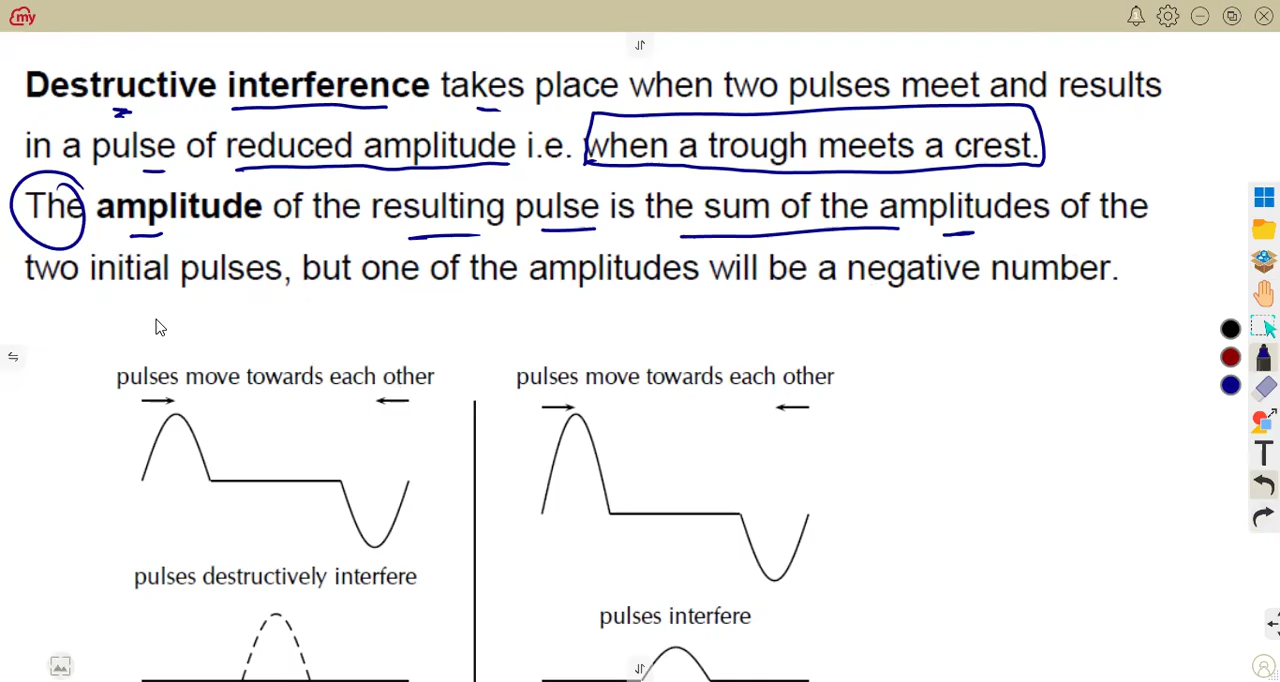 my
Destructive interference takes place when two pulses meet and results
in a pulse of reduced amplitude i.e. when a trough meets a crest.
The amplitude of the resulting pulse is the sum of the amplitudes of the
two initial pulses, but one of the amplitudes will be a negative number.
pulses move towards each other
pulses destructively interfere
pulses move towards each other
pulses interfere
T